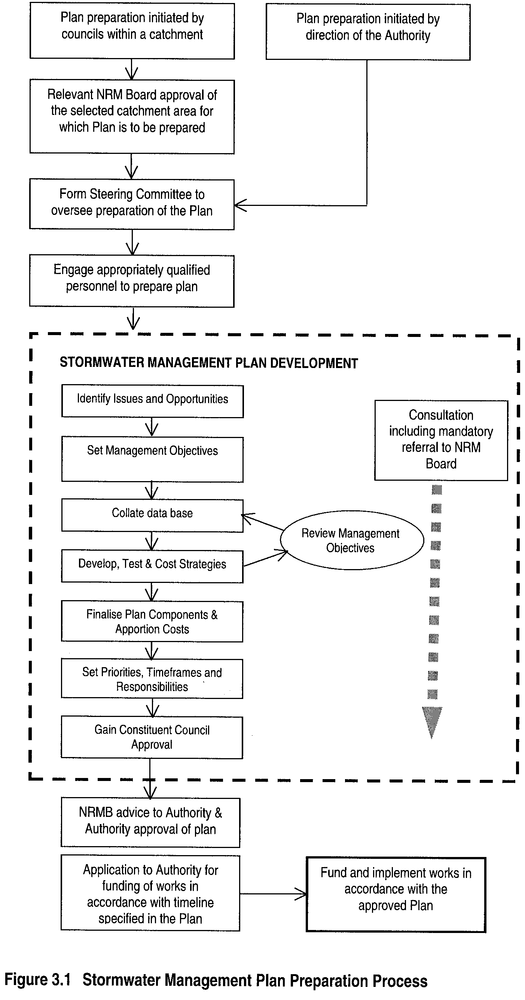 Plan preparation initiated by
councils within a catchment
Plan preparation initiated by
direction of the Authority
Relevant NRM Board approval of
the selected catchment area for
which Plan is to be prepared
Form Steering Committee to
oversee preparation of the Plan
Engage appropriately qualified
personnel to prepare plan
STORMWATER MANAGEMENT PLAN DEVELOPMENT
Identify Issues and Opportunities
Consultation
including mandatory
referral to NRM
Board
Set Management Objectives
Collate data base
Review Management
Objectives
Develop, Test & Cost Strategies
Finalise Plan Components &
Apportion Costs
Set Priorities, Timeframes and
Responsibilities
Gain Constituent Council
Approval
NRMB advice to Authority &
Authority approval of plan
Application to Authority for
funding of works in
accordance with timeline
specified in the Plan
Fund and implement works in
accordance with the
approved Plan
Figure 3.1 Stormwater Management Plan Preparation Process